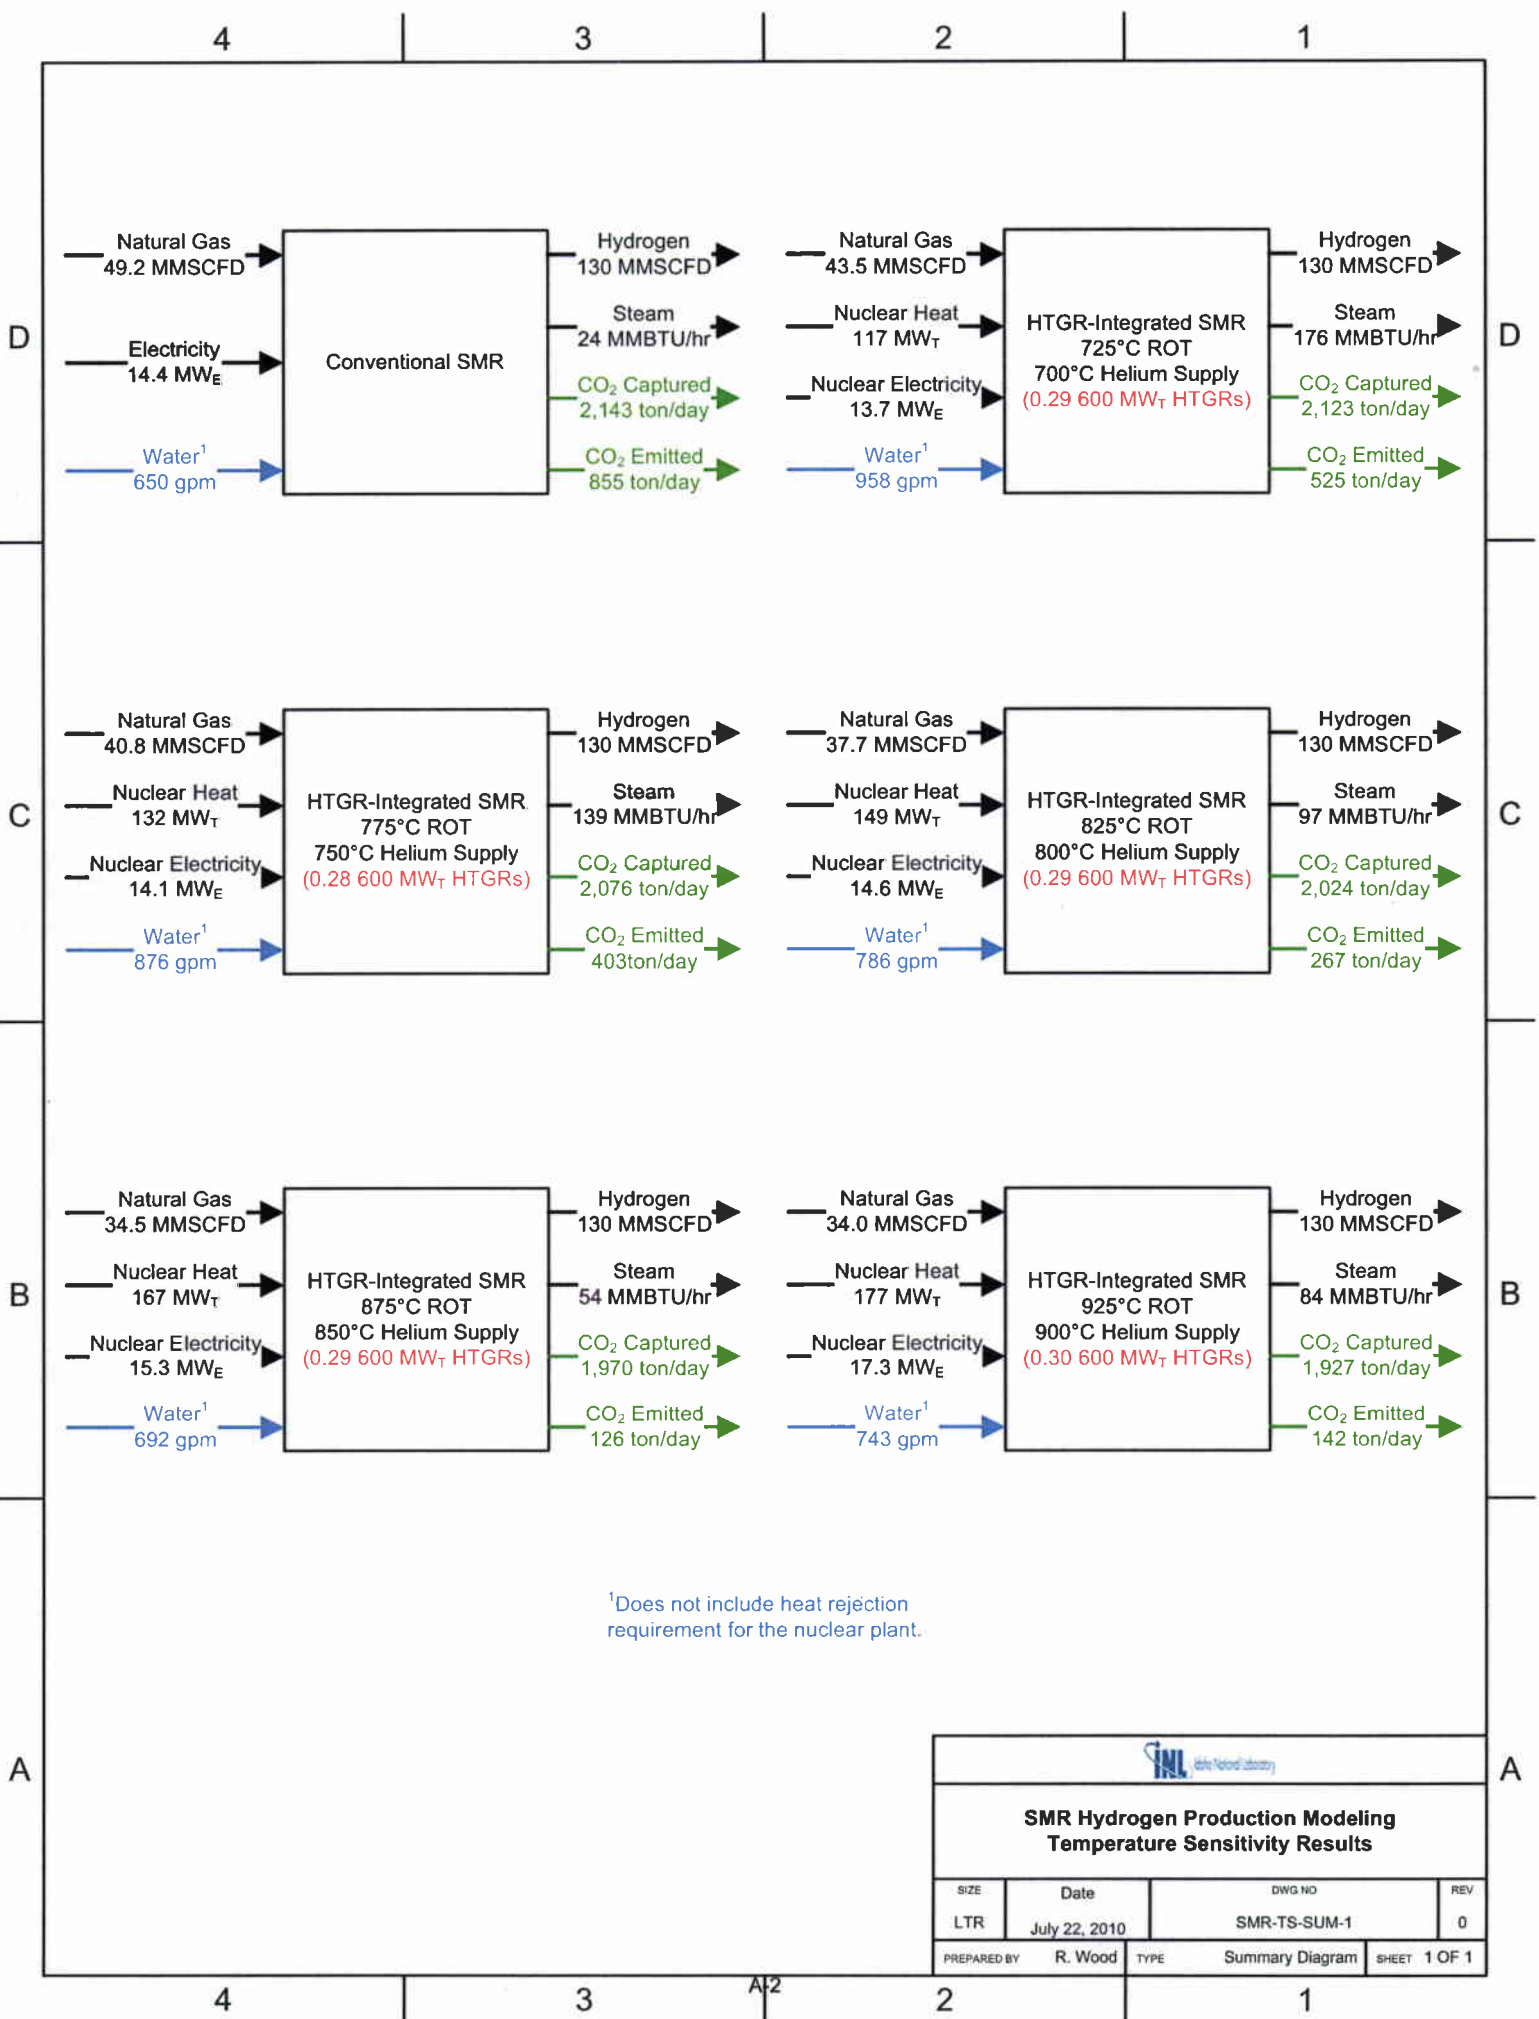 4 3 2 1
D
Natural Gas
49.2 MMSCFD
Electricity
14.4 MWE
Water1
650 gpm
Conventional SMR
Hydrogen
130 MMSCFD
Steam
24 MMBTU/hr
CO2 Captured
2,143 ton/day
CO2 Emitted
855 ton/day
Natural Gas
43.5 MMSCFD
Nuclear Heat
117 MWT
Nuclear Electricity
13.7 MWE
Water1
958 gpm
HTGR-Integrated SMR
725°C ROT
700°C Helium Supply
(0.29 600 MWT HTGRs)
Hydrogen
130 MMSCFD
Steam
176 MMBTU/hr
CO2 Captured
2,123 ton/day
CO2 Emitted
525 ton/day
D
C
Natural Gas
40.8 MMSCFD
Nuclear Heat
132 MWT
Nuclear Electricity
14.1 MWE
Water1
876 gpm
HTGR-Integrated SMR
775°C ROT
750°C Helium Supply
(0.28 600 MWT HTGRs)
Hydrogen
130 MMSCFD
Steam
139 MMBTU/hr
CO2 Captured
2,076 ton/day
CO2 Emitted
403ton/day
Natural Gas
37.7 MMSCFD
Nuclear Heat
149 MWT
Nuclear Electricity
14.6 MWE
Water1
786 gpm
HTGR-Integrated SMR
825°C ROT
800°C Helium Supply
(0.29 600 MWT HTGRs)
Hydrogen
130 MMSCFD
Steam
97 MMBTU/hr
CO2 Captured
2,024 ton/day
CO2 Emitted
267 ton/day
C
B
Natural Gas
34.5 MMSCFD
Nuclear Heat
167 MWT
Nuclear Electricity
15.3 MWE
Water1
692 gpm
HTGR-Integrated SMR
875°C ROT
850°C Helium Supply
(0.29 600 MWT HTGRs)
Hydrogen
130 MMSCFD
Steam
54 MMBTU/hr
CO2 Captured
1,970 ton/day
CO2 Emitted
126 ton/day
Natural Gas
34.0 MMSCFD
Nuclear Heat
177 MWT
Nuclear Electricity
17.3 MWE
Water1
743 gpm
HTGR-Integrated SMR
925°C ROT
900°C Helium Supply
(0.30 600 MWT HTGRs)
Hydrogen
130 MMSCFD
Steam
84 MMBTU/hr
CO2 Captured
1,927 ton/day
CO2 Emitted
142 ton/day
B
1Does not include heat rejection
requirement for the nuclear plant.
A
INL Idaho National Laboratory
A
SMR Hydrogen Production Modeling
Temperature Sensitivity Results
SIZE Date DWG NO REV
LTR July 22, 2010 SMR-TS-SUM-1 0
PREPARED BY R. Wood TYPE Summary Diagram SHEET 1 OF 1
A-2
4 3 2 1